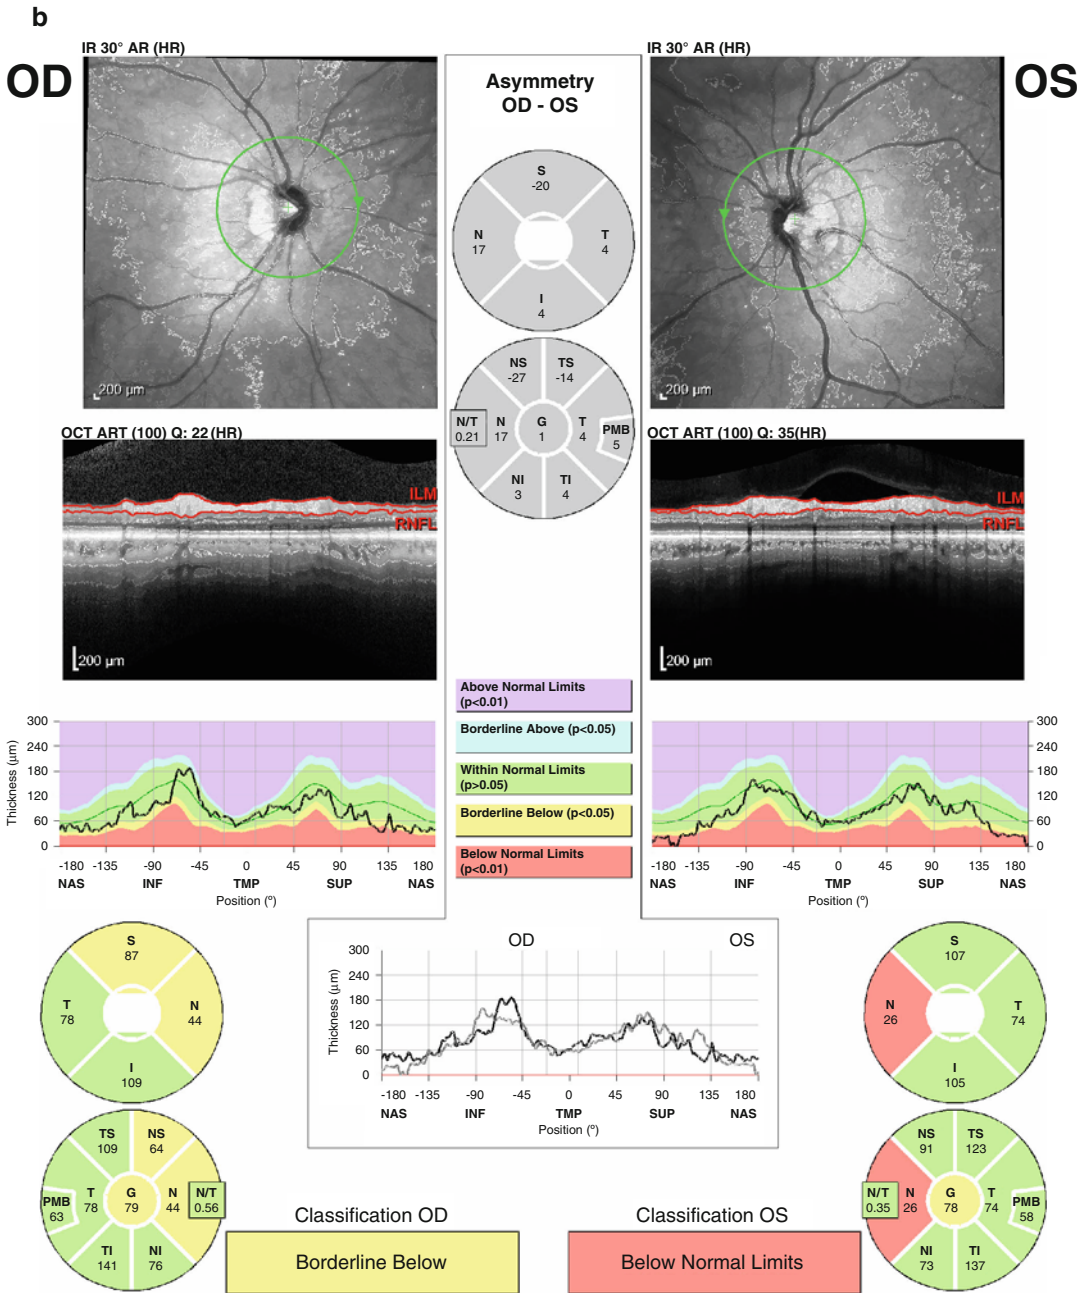 b
IR 30° AR (HR)
IR 30° AR (HR)
OD
OS
Asymmetry
OD - OS
S
-20
N
17
T
4
I
4
NS
-27
TS
-14
N/T
0.21
N
17
G
1
T
4
PMB
5
NI
3
TI
4
200 µm
200 µm
OCT ART (100) Q: 22 (HR)
OCT ART (100) Q: 35(HR)
ILM
RNFL
ILM
RNFL
200 µm
200 µm
Above Normal Limits
(p<0.01)
Borderline Above (p<0.05)
Within Normal Limits
(p>0.05)
Borderline Below (p<0.05)
Below Normal Limits
(p<0.01)
Thickness (µm)
300
240
180
120
60
0
-180 -135 -90 -45 0 45 90 135 180
NAS INF TMP SUP NAS
Position (º)
300
240
180
120
60
0
-180 -135 -90 -45 0 45 90 135 180
NAS INF TMP SUP NAS
Position (º)
S
87
T
78
N
44
I
109
OD OS
Thickness (µm)
300
240
180
120
60
0
-180 -135 -90 -45 0 45 90 135 180
NAS INF TMP SUP NAS
Position (º)
S
107
N
26
T
74
I
105
TS
109
NS
64
PMB
63
T
78
G
79
N
44
N/T
0.56
TI
141
NI
76
Classification OD
Borderline Below
Classification OS
Below Normal Limits
NS
91
TS
123
N/T
0.35
N
26
G
78
T
74
PMB
58
NI
73
TI
137